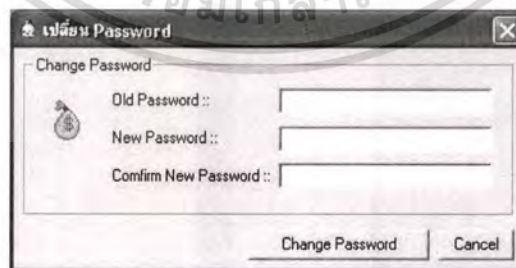 เปลี่ยน Password
Change Password
Old Password ::
New Password ::
Comfirm New Password ::
Change Password
Cancel